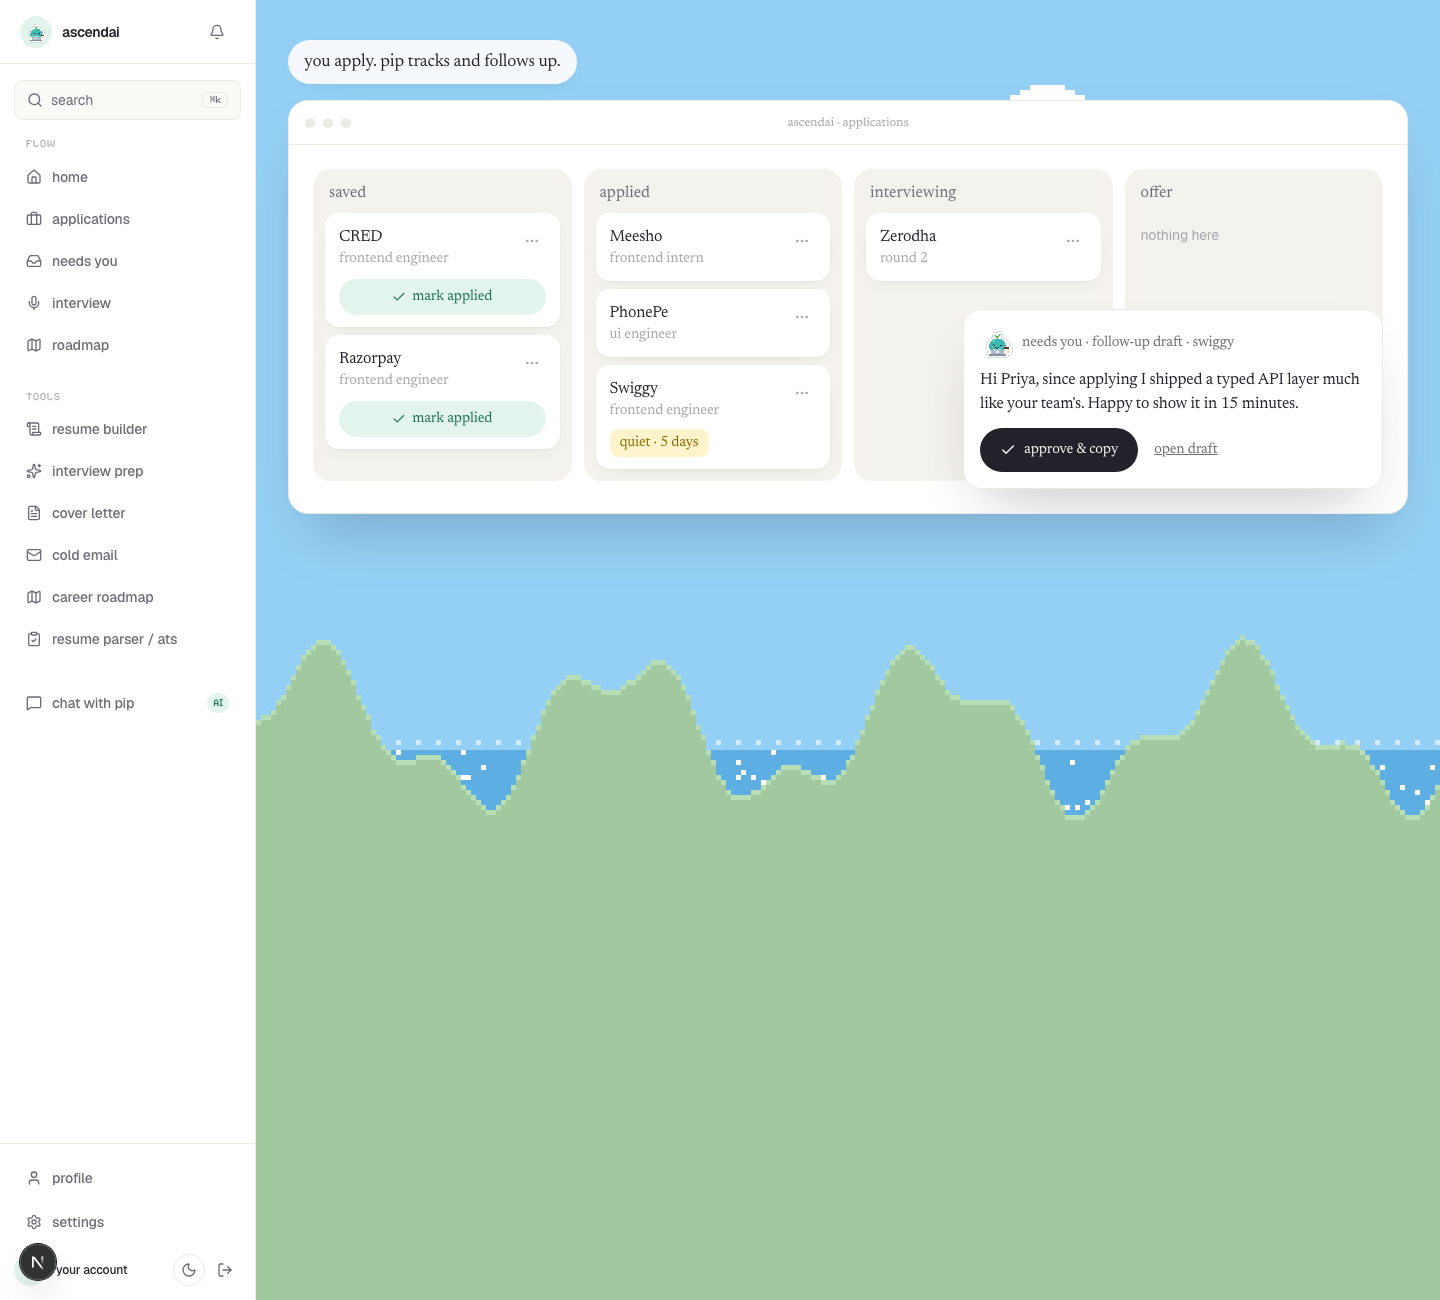 ascendai
search
⌘k
FLOW
home
applications
needs you
interview
roadmap
TOOLS
resume builder
interview prep
cover letter
cold email
career roadmap
resume parser / ats
chat with pip
AI
profile
settings
N
your account
you apply. pip tracks and follows up.
ascendai · applications
saved
CRED
frontend engineer
mark applied
Razorpay
frontend engineer
mark applied
applied
Meesho
frontend intern
PhonePe
ui engineer
Swiggy
frontend engineer
quiet · 5 days
interviewing
Zerodha
round 2
offer
nothing here
needs you · follow-up draft · swiggy
Hi Priya, since applying I shipped a typed API layer much
like your team's. Happy to show it in 15 minutes.
approve & copy
open draft